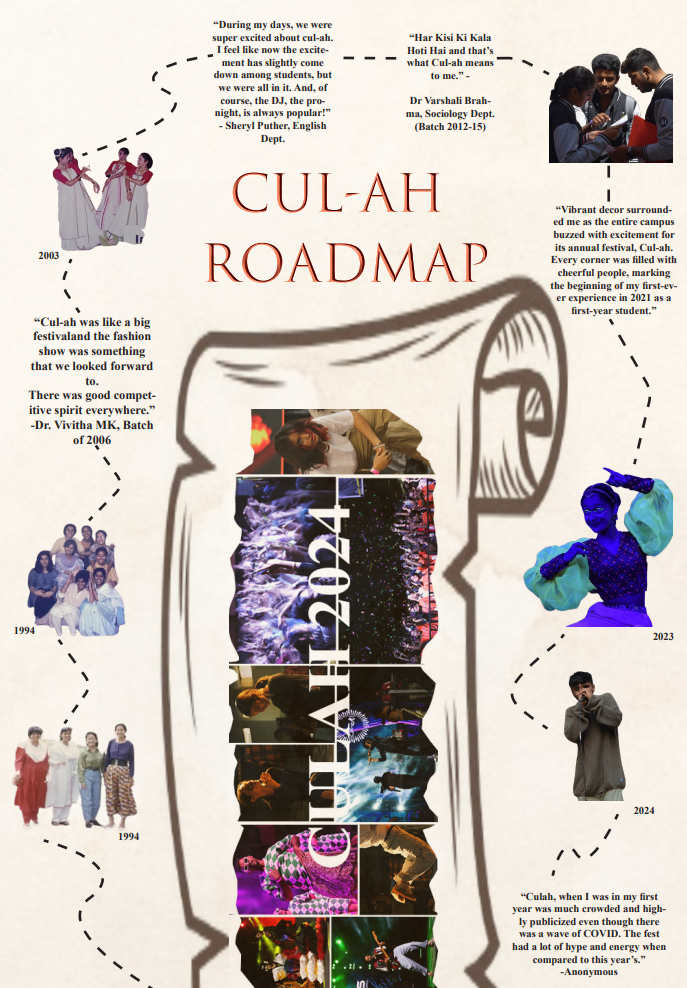 “During my days, we were
super excited about cul-ah.
I feel like now the excite-
ment has slightly come
down among students, but
we were all in it. And, of
course, the DJ, the pro-
night, is always popular!”
- Sheryl Puther, English
Dept.
“Har Kisi Ki Kala
Hoti Hai and that’s
what Cul-ah means
to me.” -
Dr Varshali Brah-
ma, Sociology Dept.
(Batch 2012-15)
CUL-AH
ROADMAP
“Vibrant decor surround-
ed me as the entire campus
buzzed with excitement for
its annual festival, Cul-ah.
Every corner was filled with
cheerful people, marking
the beginning of my first-ev-
er experience in 2021 as a
first-year student.”
2003
“Cul-ah was like a big
festivaland the fashion
show was something
that we looked forward
to.
There was good compet-
itive spirit everywhere.”
-Dr. Vivitha MK, Batch
of 2006
CULAH 2024
1994
2023
2024
1994
“Culah, when I was in my first
year was much crowded and high-
ly publicized even though there
was a wave of COVID. The fest
had a lot of hype and energy when
compared to this year’s.”
-Anonymous